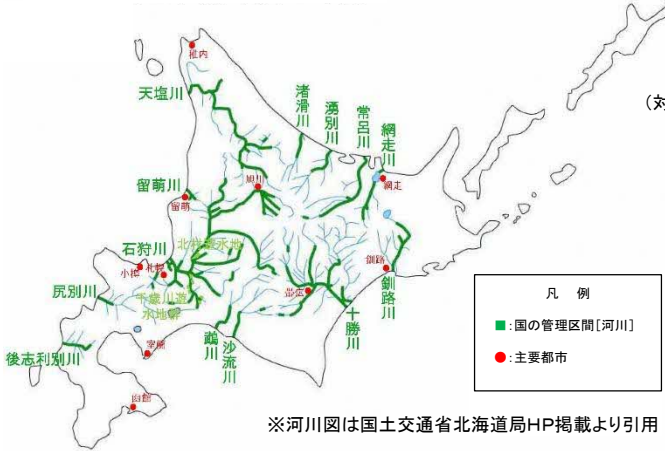 稚内
天塩川
渚滑川
湧別川
常呂川
網走川
(対
網走
旭川
留萌川
留萌
北村遊水地
石狩川
小樽
札幌
釧路
釧路川
帯広
千歳川遊
水地群
尻別川
十勝川
鵡川
沙流川
後志利別川
室蘭
函館
凡 例
■:国の管理区間[河川]
●:主要都市
※河川図は国土交通省北海道局HP掲載より引用